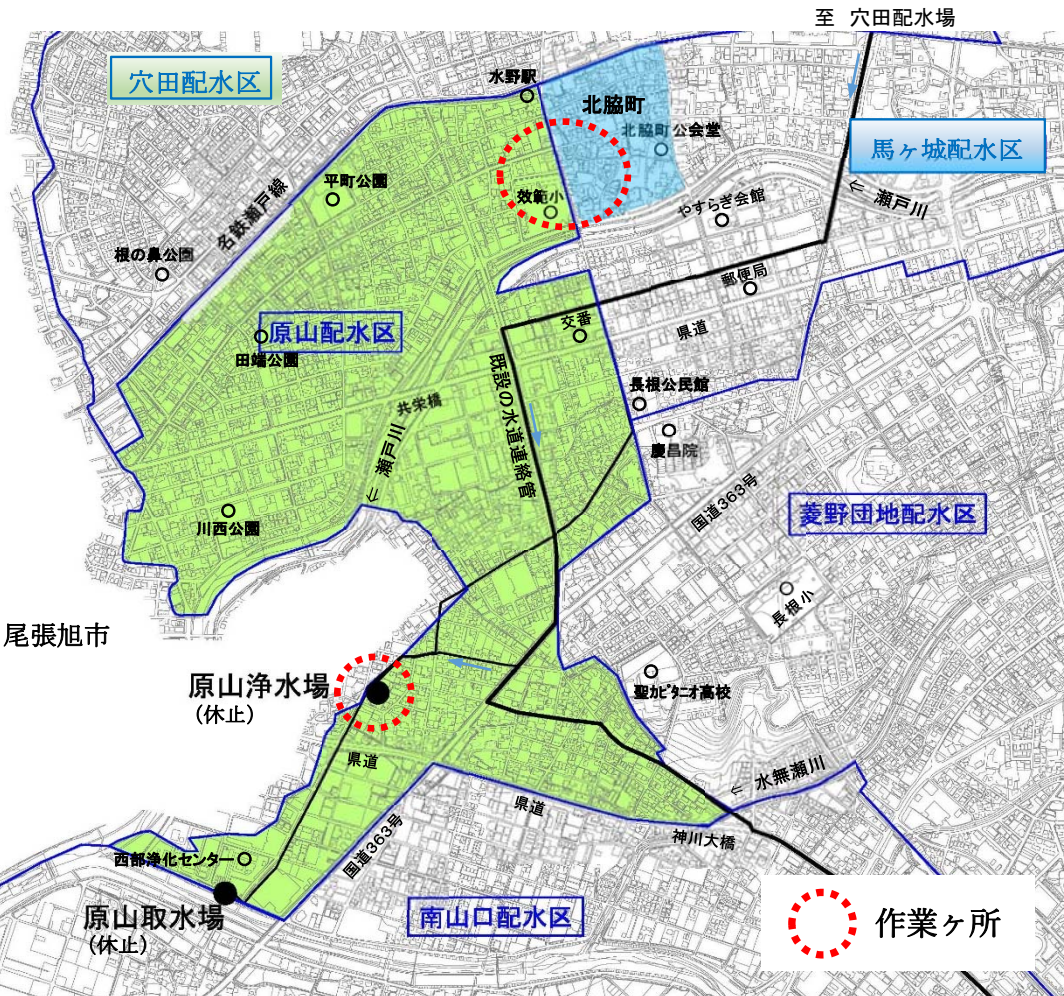 至 穴田配水場
穴田配水区
水野駅
北脇町
北脇町公会堂
馬ヶ城配水区
平町公園
効範小
やすらぎ会館
⇐ 瀬戸川
名鉄瀬戸線
根の鼻公園
郵便局
原山配水区
交番
県道
田端公園
既設の水道連絡管
長根公民館
共栄橋
慶昌院
⇐ 瀬戸川
国道363号
川西公園
菱野団地配水区
長根小
尾張旭市
原山浄水場
(休止)
聖カピタニオ高校
県道
⇐ 水無瀬川
県道
国道363号
神川大橋
西部浄化センター
原山取水場
(休止)
南山口配水区
作業ヶ所